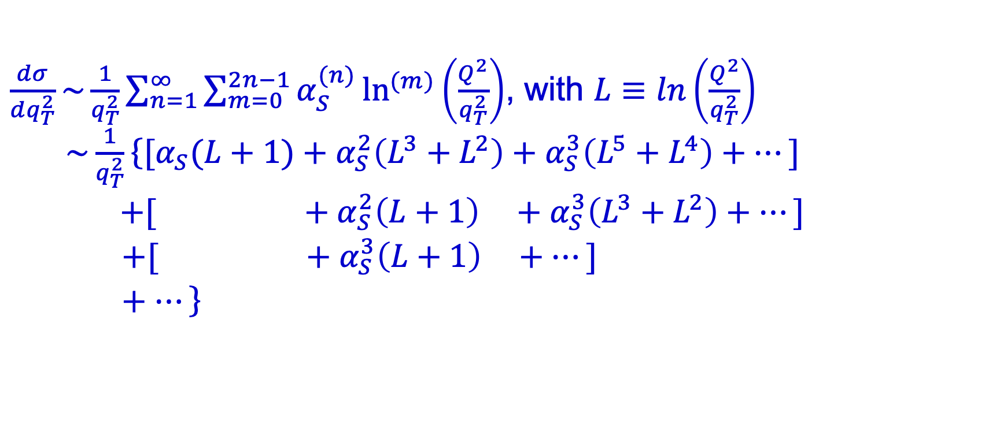 dσ/dq_T^2 ~ 1/q_T^2 ∑_{n=1}^{∞} ∑_{m=0}^{2n−1} α_S^{(n)} ln^{(m)} (Q^2/q_T^2), with L ≡ ln (Q^2/q_T^2)
~ 1/q_T^2 {[α_S(L + 1) + α_S^2(L^3 + L^2) + α_S^3(L^5 + L^4) + ⋯ ]
+[ + α_S^2(L + 1) + α_S^3(L^3 + L^2) + ⋯ ]
+[ + α_S^3(L + 1) + ⋯ ]
+ ⋯ }